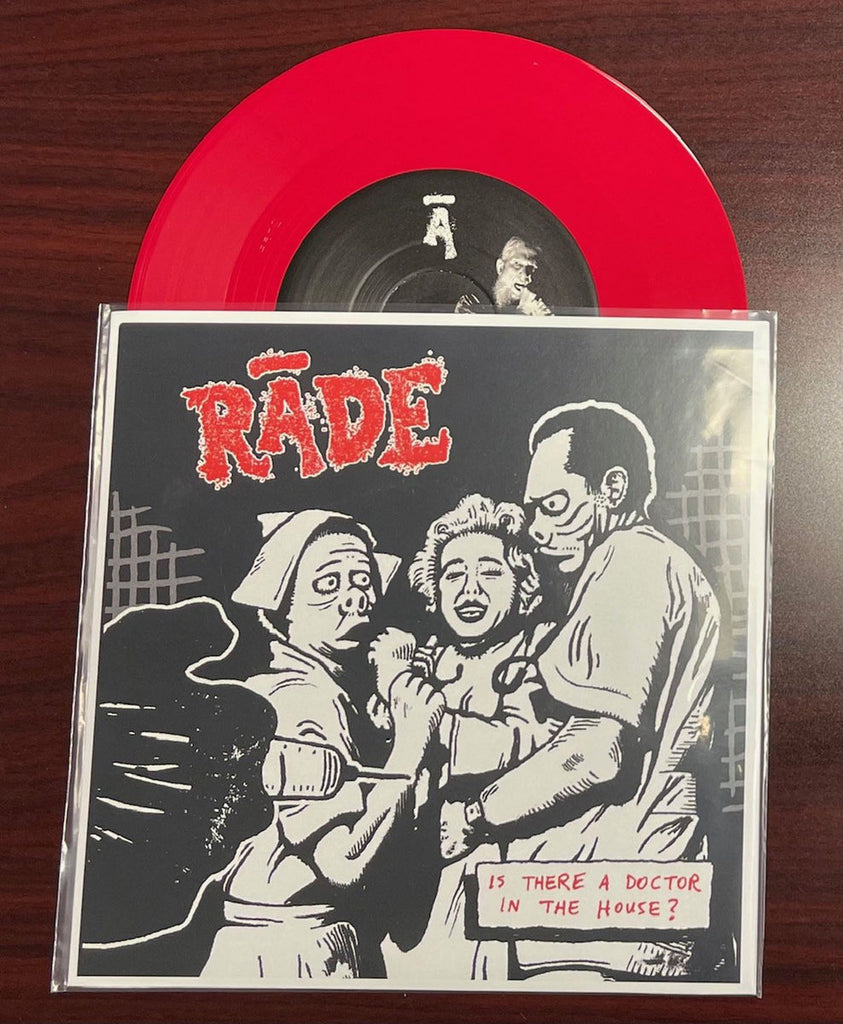 Ā
RĀDE
IS THERE A DOCTOR
IN THE HOUSE?